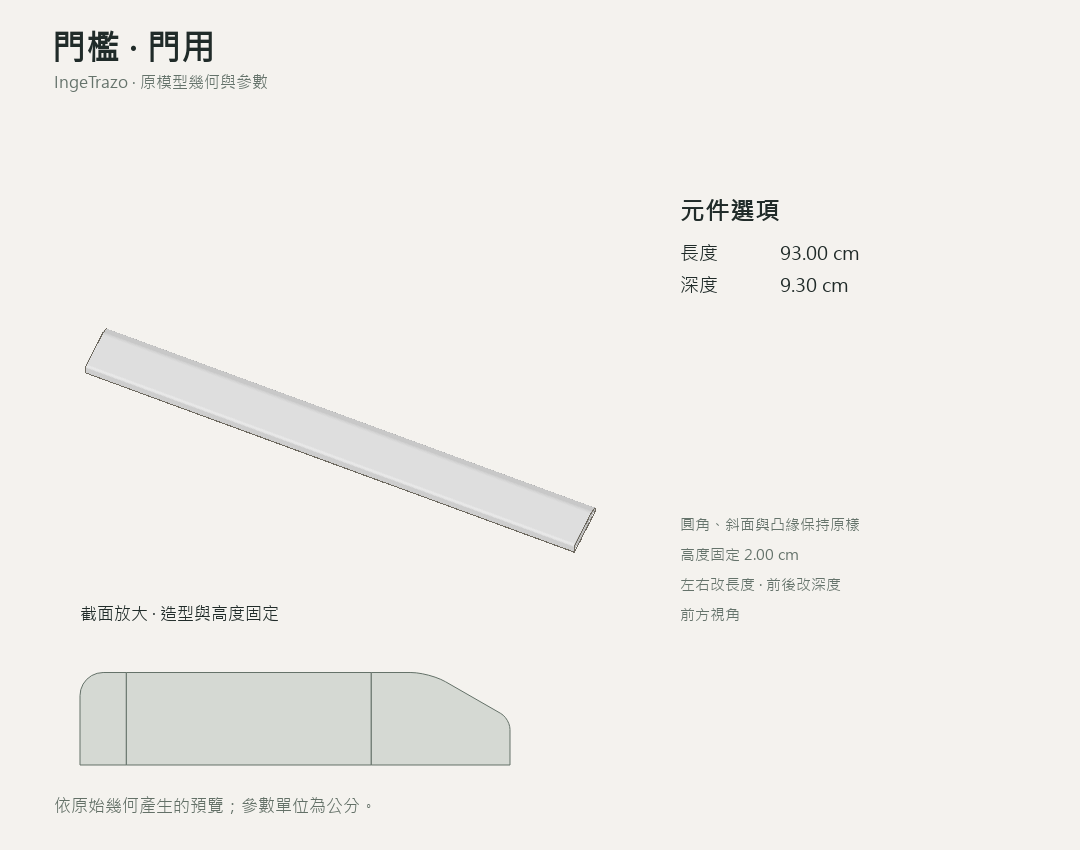 門檻 · 門用
IngeTrazo · 原模型幾何與參數
元件選項
長度 93.00 cm
深度 9.30 cm
圓角、斜面與凸緣保持原樣
高度固定 2.00 cm
左右改長度 · 前後改深度
前方視角
截面放大 · 造型與高度固定
依原始幾何產生的預覽；參數單位為公分。